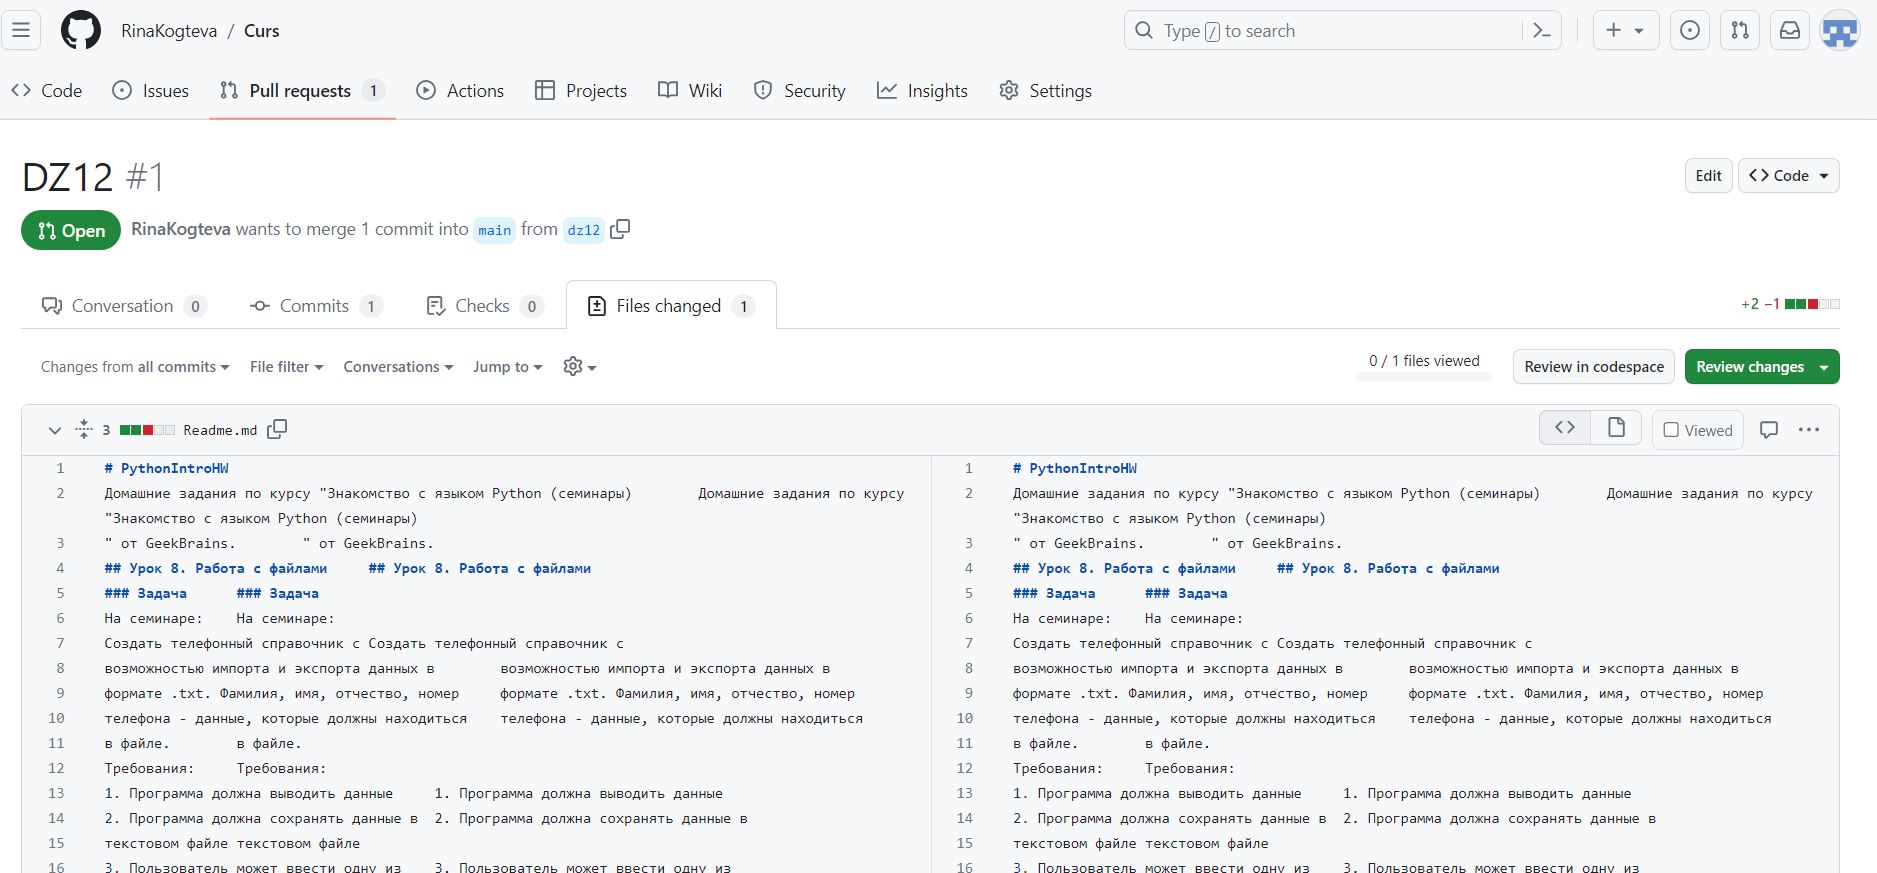 RinaKogteva / Curs
Type / to search
Code Issues Pull requests 1 Actions Projects Wiki Security Insights Settings
DZ12 #1
Edit Code
Open RinaKogteva wants to merge 1 commit into main from dz12
Conversation 0 Commits 1 Checks 0 Files changed 1 +2 −1
Changes from all commits File filter Conversations Jump to 0 / 1 files viewed Review in codespace Review changes
3 Readme.md Viewed
1 # PythonIntroHW
2 Домашние задания по курсу "Знакомство с языком Python (семинары) Домашние задания по курсу
"Знакомство с языком Python (семинары)
3 " от GeekBrains. " от GeekBrains.
4 ## Урок 8. Работа с файлами ## Урок 8. Работа с файлами
5 ### Задача ### Задача
6 На семинаре: На семинаре:
7 Создать телефонный справочник с Создать телефонный справочник с
8 возможностью импорта и экспорта данных в возможностью импорта и экспорта данных в
9 формате .txt. Фамилия, имя, отчество, номер формате .txt. Фамилия, имя, отчество, номер
10 телефона - данные, которые должны находиться телефона - данные, которые должны находиться
11 в файле. в файле.
12 Требования: Требования:
13 1. Программа должна выводить данные 1. Программа должна выводить данные
14 2. Программа должна сохранять данные в 2. Программа должна сохранять данные в
15 текстовом файле текстовом файле
16 3. Пользователь может ввести одну из 3. Пользователь может ввести одну из
1 # PythonIntroHW
2 Домашние задания по курсу "Знакомство с языком Python (семинары) Домашние задания по курсу
"Знакомство с языком Python (семинары)
3 " от GeekBrains. " от GeekBrains.
4 ## Урок 8. Работа с файлами ## Урок 8. Работа с файлами
5 ### Задача ### Задача
6 На семинаре: На семинаре:
7 Создать телефонный справочник с Создать телефонный справочник с
8 возможностью импорта и экспорта данных в возможностью импорта и экспорта данных в
9 формате .txt. Фамилия, имя, отчество, номер формате .txt. Фамилия, имя, отчество, номер
10 телефона - данные, которые должны находиться телефона - данные, которые должны находиться
11 в файле. в файле.
12 Требования: Требования:
13 1. Программа должна выводить данные 1. Программа должна выводить данные
14 2. Программа должна сохранять данные в 2. Программа должна сохранять данные в
15 текстовом файле текстовом файле
16 3. Пользователь может ввести одну из 3. Пользователь может ввести одну из